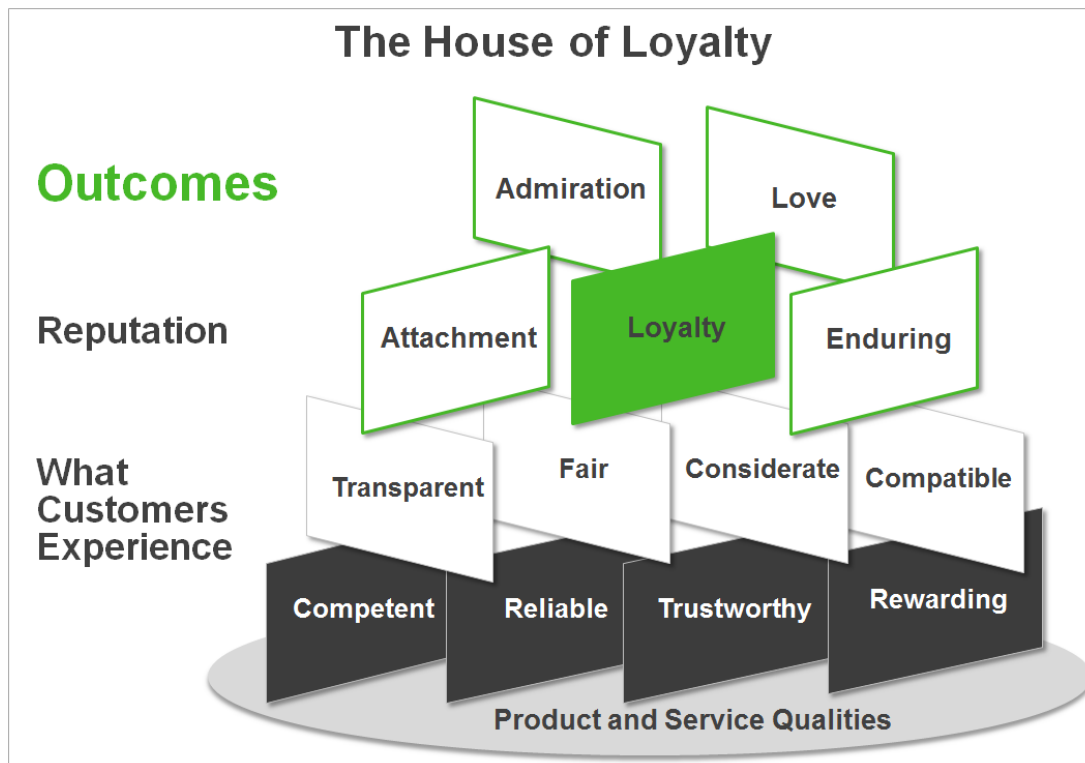 The House of Loyalty
Outcomes
Admiration
Love
Reputation
Attachment
Loyalty
Enduring
What
Customers
Experience
Transparent
Fair
Considerate
Compatible
Competent
Reliable
Trustworthy
Rewarding
Product and Service Qualities